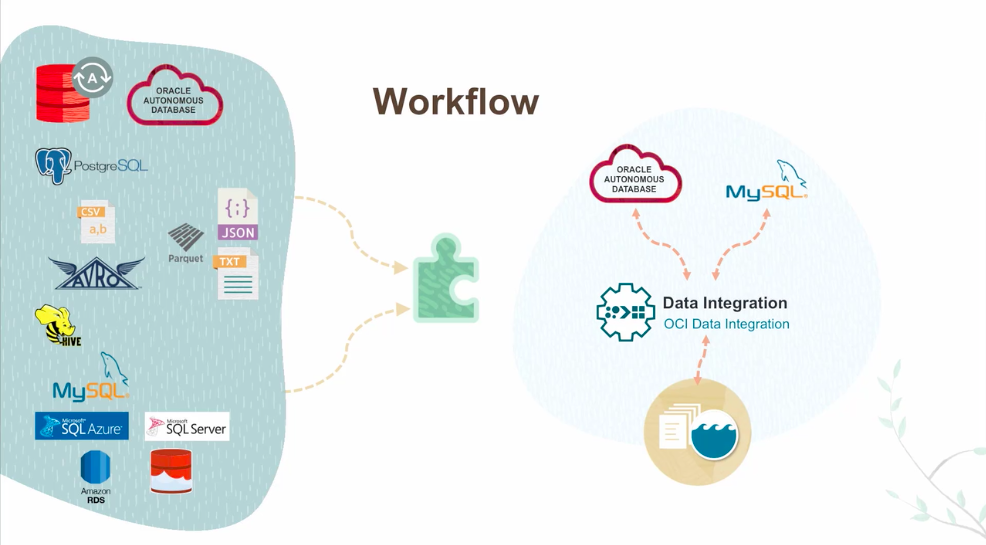 Workflow
A
ORACLE
AUTONOMOUS
DATABASE
PostgreSQL
CSV
a,b
{;}
JSON
Parquet
TXT
AVRO
HIVE
MySQL
Microsoft
SQL Azure
Microsoft
SQL Server
Amazon
RDS
ORACLE
AUTONOMOUS
DATABASE
MySQL
Data Integration
OCI Data Integration